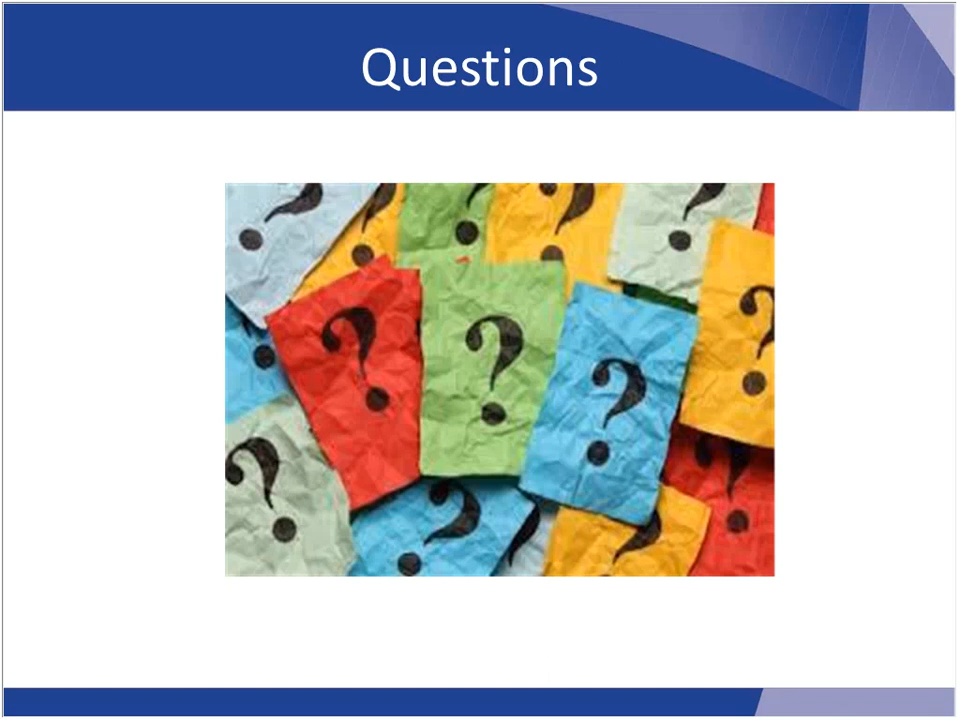 Questions
? ? ? ? ?
? ? ? ?
? ? ?
? ? ?